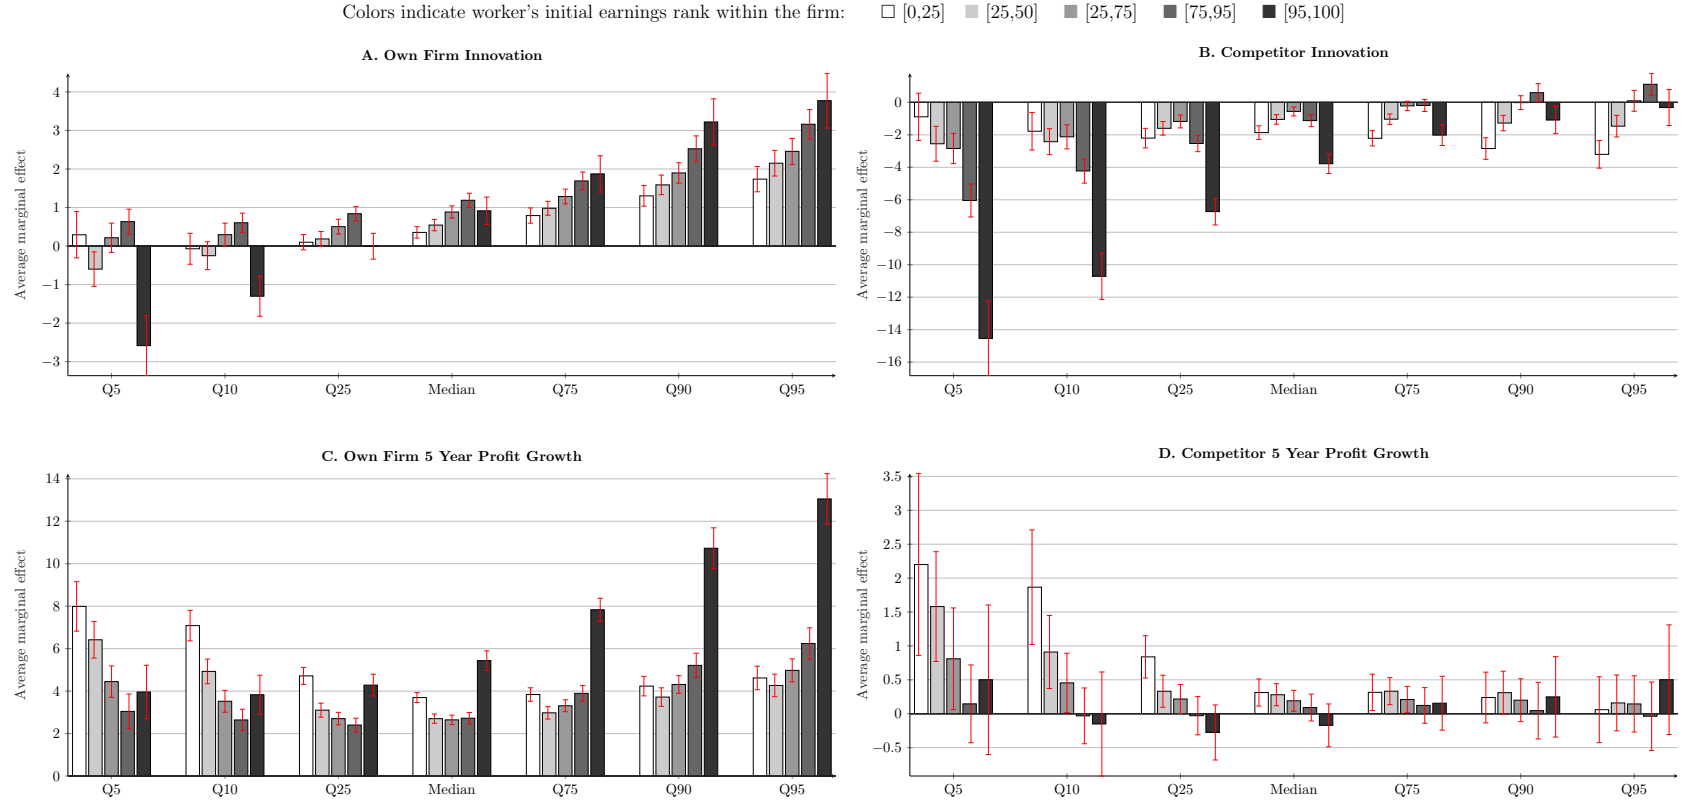 Colors indicate worker's initial earnings rank within the firm: [0,25] [25,50] [25,75] [75,95] [95,100]
A. Own Firm Innovation
Average marginal effect
4
3
2
1
0
−1
−2
−3
Q5 Q10 Q25 Median Q75 Q90 Q95
B. Competitor Innovation
Average marginal effect
0
−2
−4
−6
−8
−10
−12
−14
−16
Q5 Q10 Q25 Median Q75 Q90 Q95
C. Own Firm 5 Year Profit Growth
Average marginal effect
14
12
10
8
6
4
2
0
Q5 Q10 Q25 Median Q75 Q90 Q95
D. Competitor 5 Year Profit Growth
Average marginal effect
3.5
3
2.5
2
1.5
1
0.5
0
−0.5
Q5 Q10 Q25 Median Q75 Q90 Q95